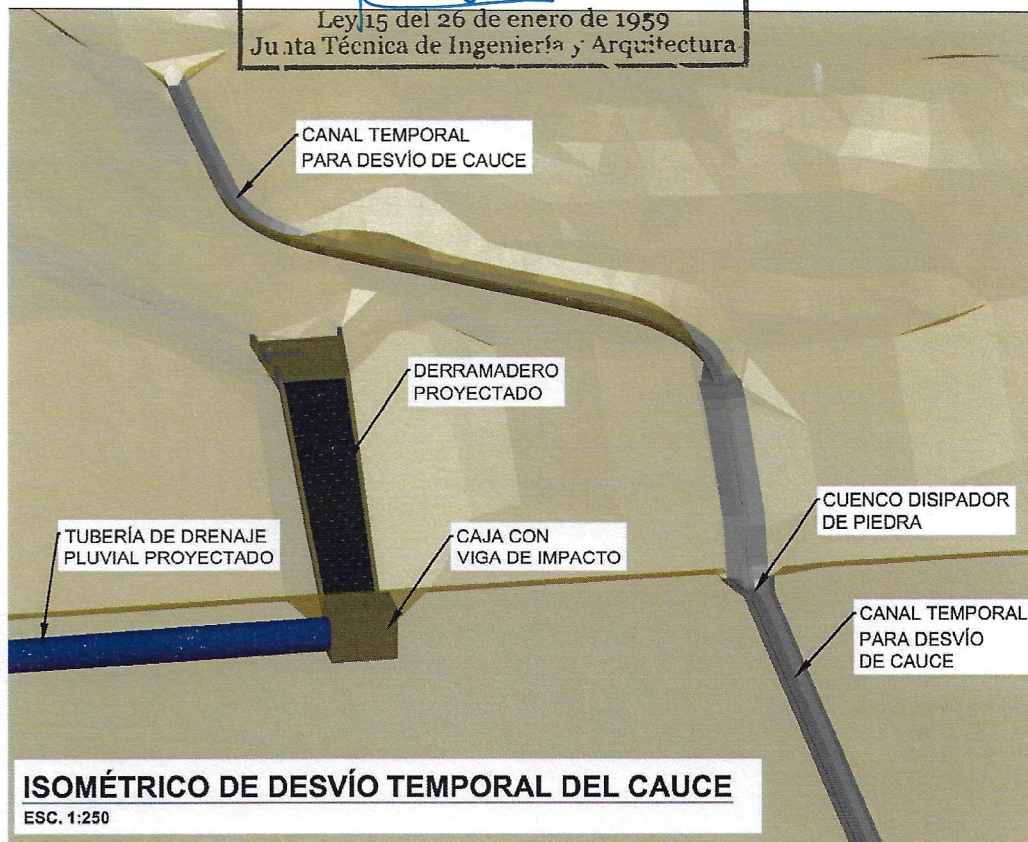 Ley 15 del 26 de enero de 1959
Junta Técnica de Ingeniería y Arquitectura
CANAL TEMPORAL
PARA DESVÍO DE CAUCE
DERRAMADERO
PROYECTADO
CUENCO DISIPADOR
DE PIEDRA
TUBERÍA DE DRENAJE
PLUVIAL PROYECTADO
CAJA CON
VIGA DE IMPACTO
CANAL TEMPORAL
PARA DESVÍO
DE CAUCE
ISOMÉTRICO DE DESVÍO TEMPORAL DEL CAUCE
ESC. 1:250